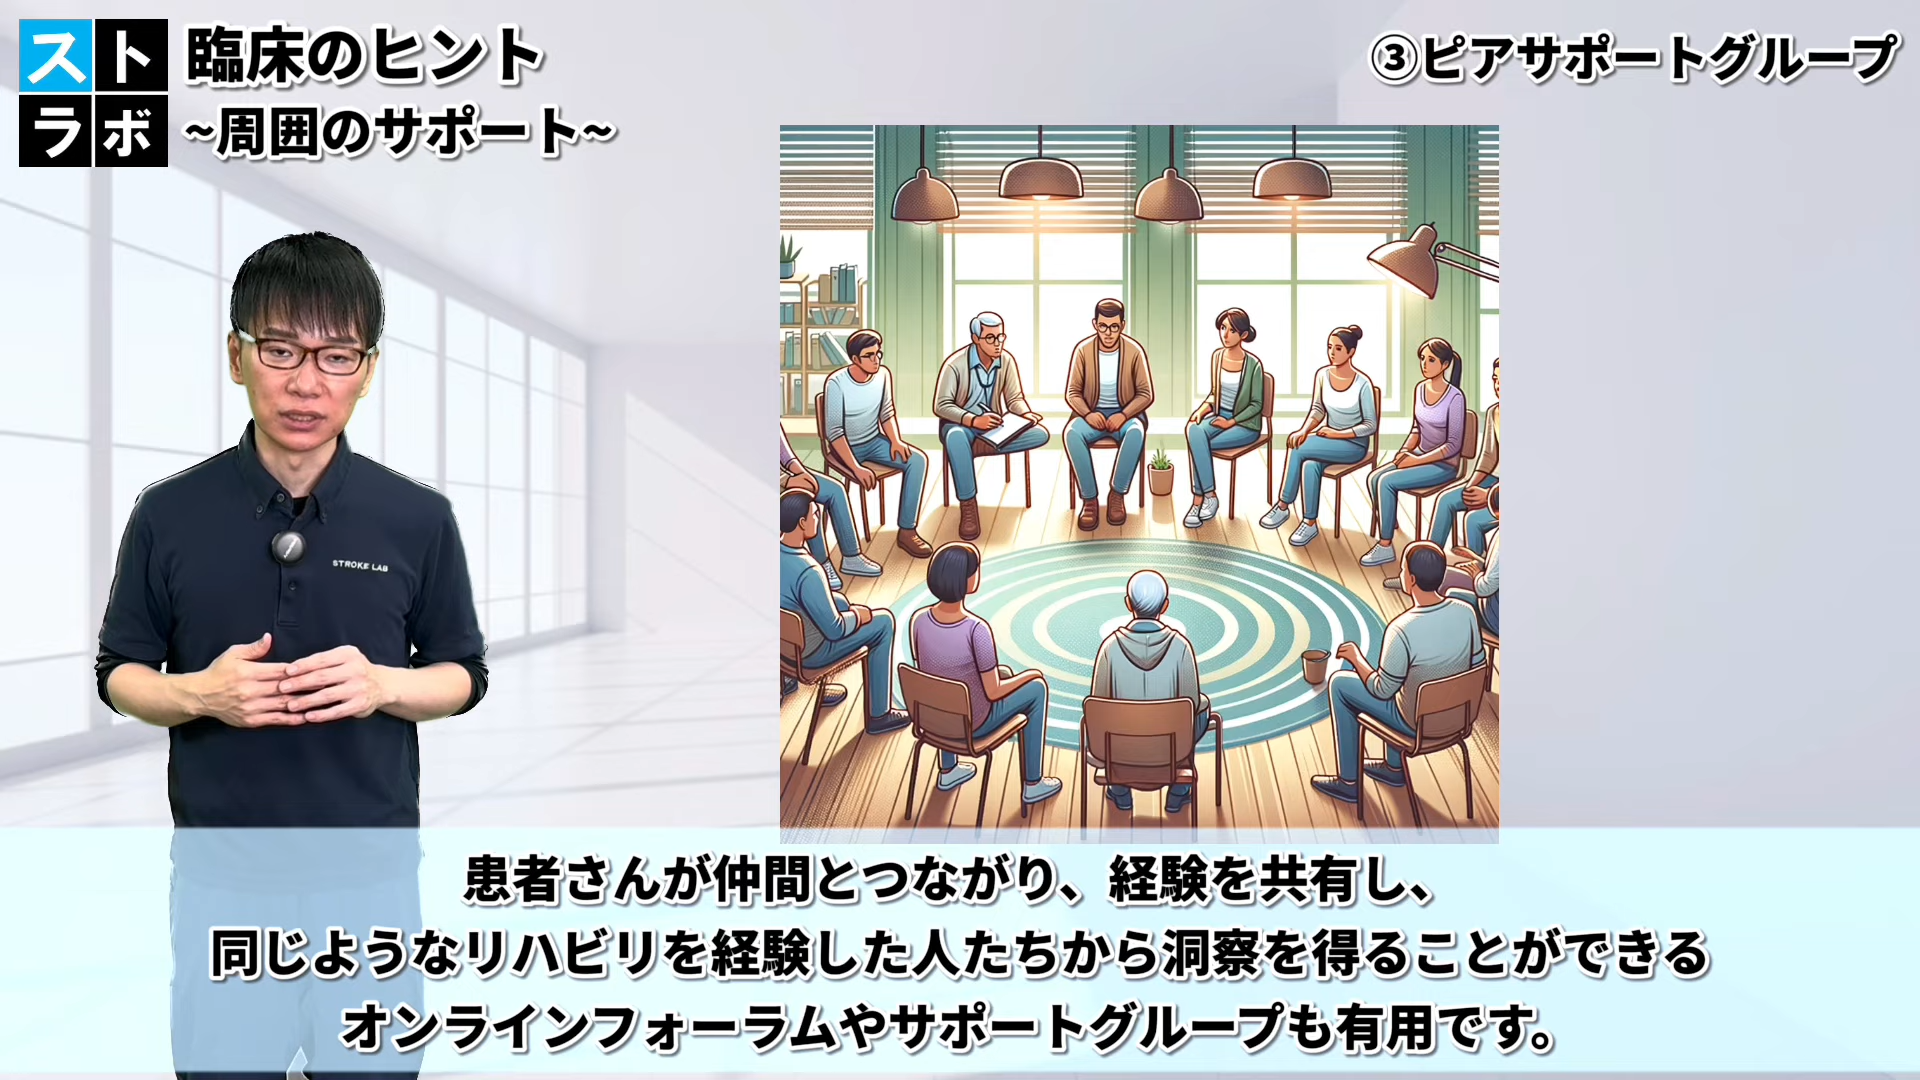 スト
ラボ
臨床のヒント
~周囲のサポート~
③ピアサポートグループ
STROKE LAB
患者さんが仲間とつながり、経験を共有し、
同じようなリハビリを経験した人たちから洞察を得ることができる
オンラインフォーラムやサポートグループも有用です。